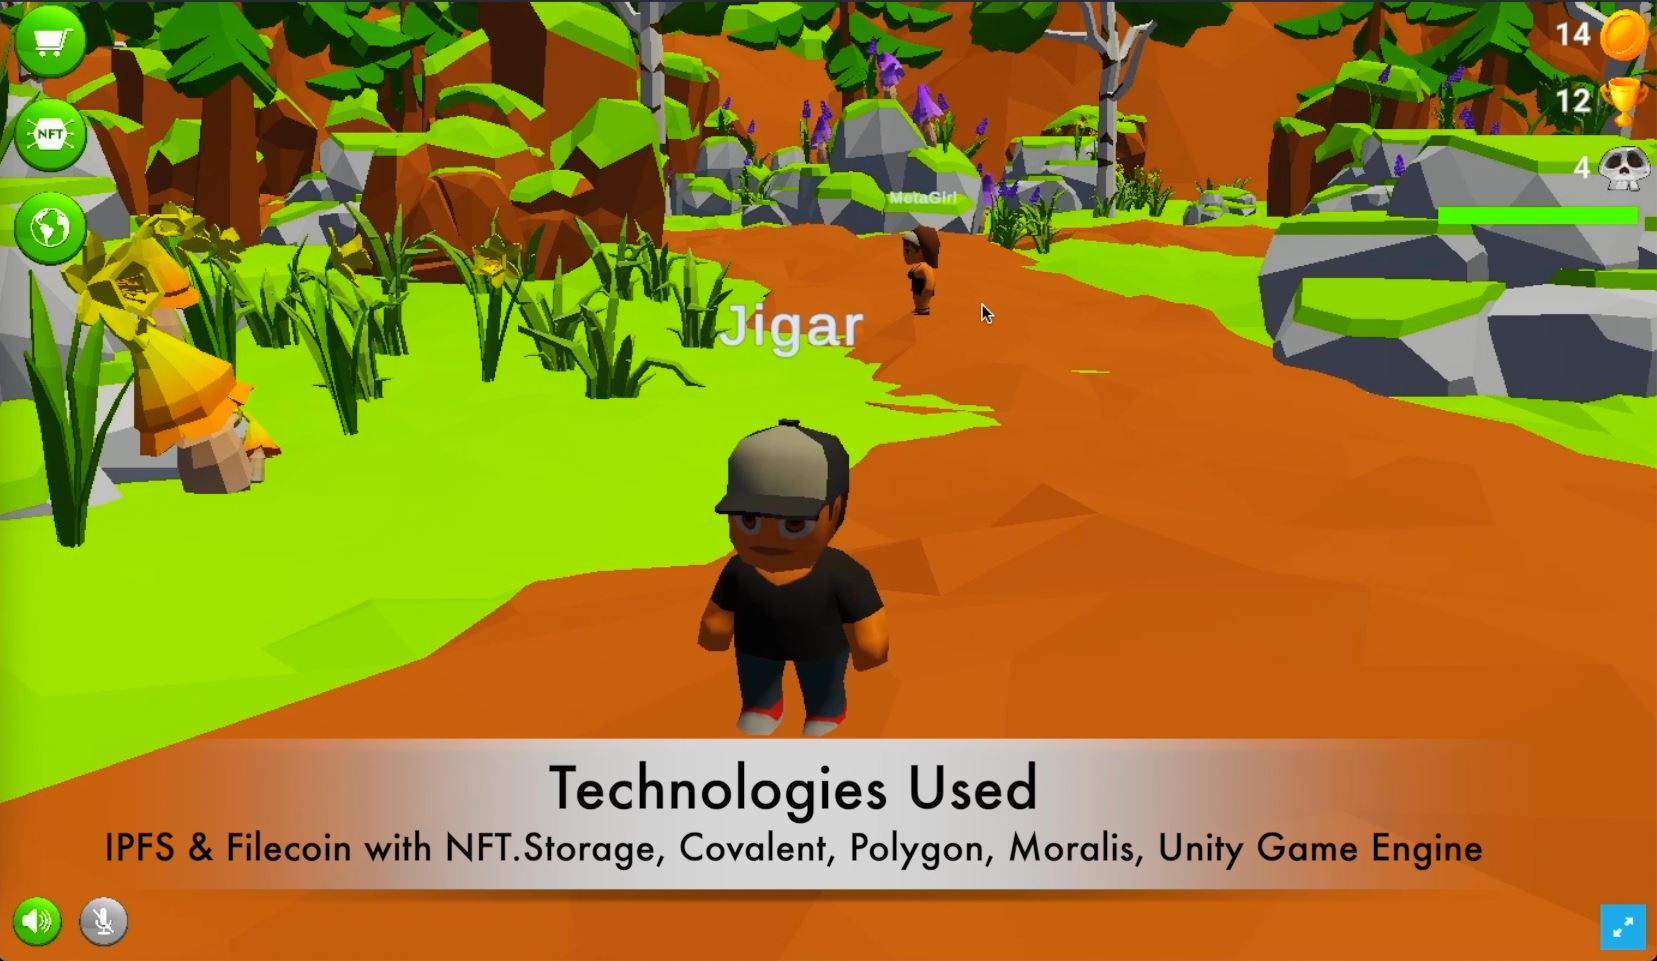 14
NFT
12
4
MetaGirl
Jigar
Technologies Used
IPFS & Filecoin with NFT.Storage, Covalent, Polygon, Moralis, Unity Game Engine